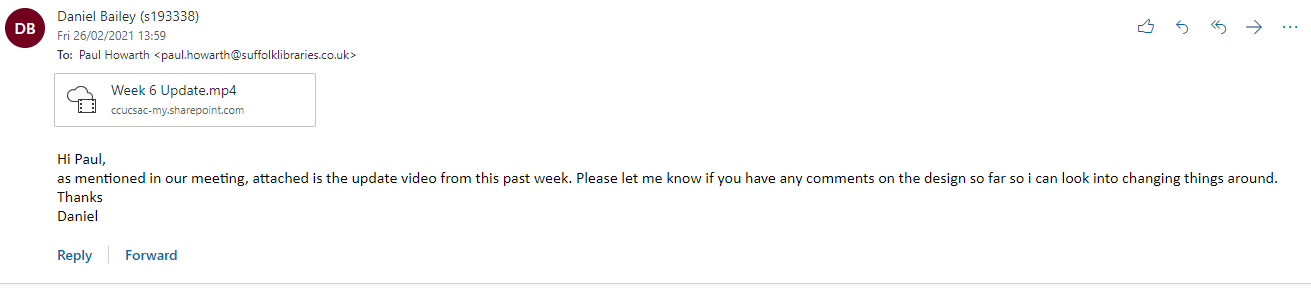 DB
Daniel Bailey (s193338)
Fri 26/02/2021 13:59
To: Paul Howarth <paul.howarth@suffolklibraries.co.uk>
Week 6 Update.mp4
ccucsac-my.sharepoint.com
Hi Paul,
as mentioned in our meeting, attached is the update video from this past week. Please let me know if you have any comments on the design so far so i can look into changing things around.
Thanks
Daniel
Reply Forward